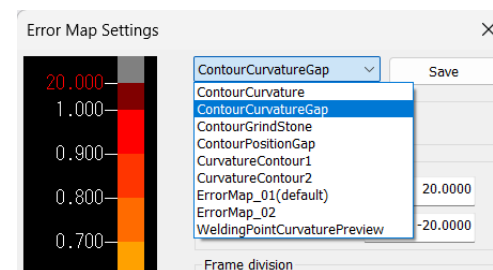 Error Map Settings
ContourCurvatureGap
Save
ContourCurvature
ContourCurvatureGap
ContourGrindStone
ContourPositionGap
CurvatureContour1
CurvatureContour2
ErrorMap_01(default)
ErrorMap_02
WeldingPointCurvaturePreview
20.000
1.000
0.900
0.800
0.700
20.0000
-20.0000
Frame division